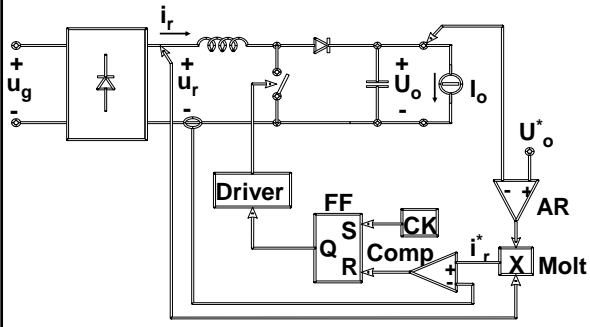 i_r
+
u_g
-
+
u_r
-
+
U_o
-
I_o
U*_o
- +
AR
Driver
FF
S
Q
R
CK
Comp
+
-
i*_r
X
Molt